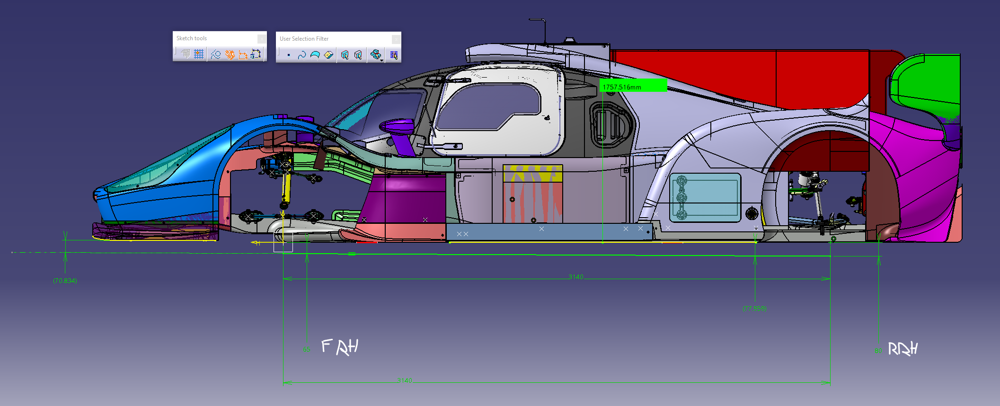 Sketch tools
User Selection Filter
1757.516mm
H
(70.834)
3140
(77.959)
FRH
RRH
3140